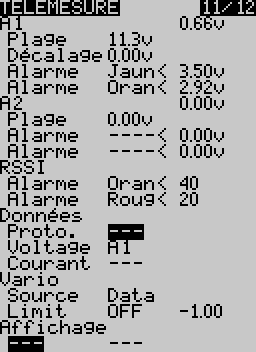 TELEMESURE 11/12
A1 0.66v
Plage 11.3v
Décalage 0.00v
Alarme Jaun< 3.50v
Alarme Oran< 2.92v
A2 0.00v
Plage 0.00v
Alarme ----< 0.00v
Alarme ----< 0.00v
RSSI
Alarme Oran< 40
Alarme Roug< 20
Données
Proto. ---
Voltage A1
Courant ---
Vario
Source Data
Limit OFF -1.00
Affichage
--- ---